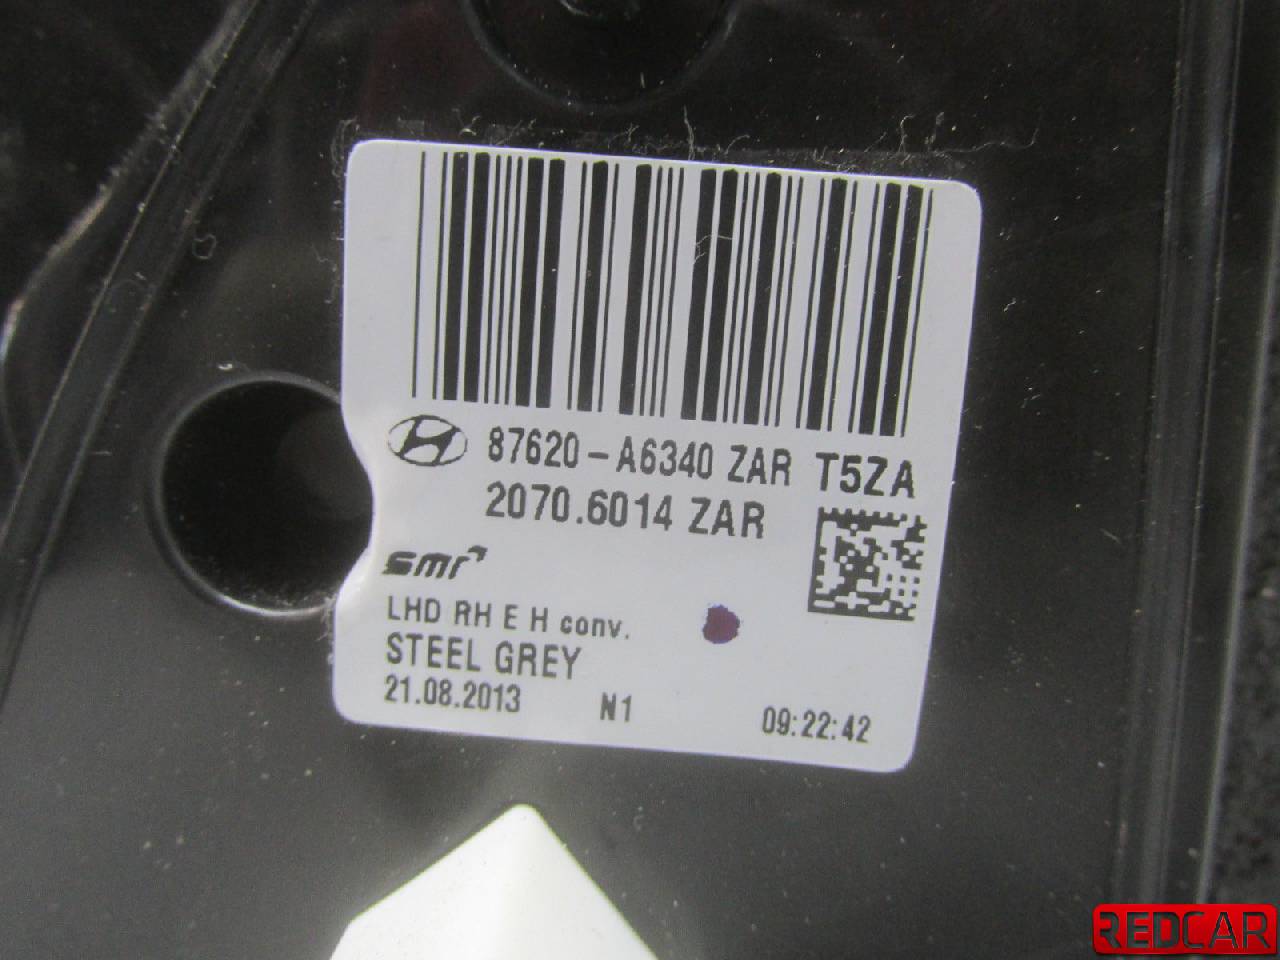 87620-A6340 ZAR T5ZA
2070.6014 ZAR
smr
LHD RH E H conv.
STEEL GREY
21.08.2013 N1 09:22:42
REDCAR